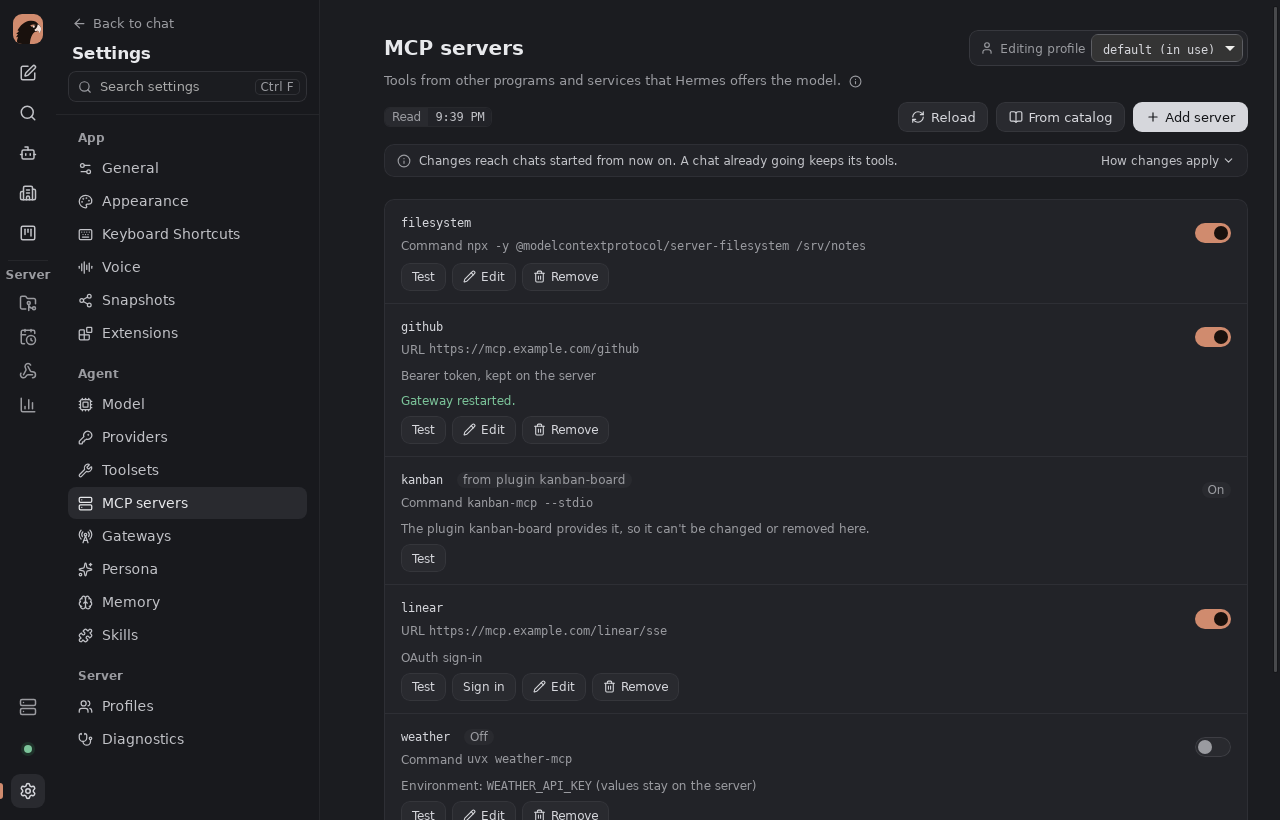 Back to chat
Settings
Search settings Ctrl F
App
General
Appearance
Keyboard Shortcuts
Voice
Snapshots
Extensions
Agent
Model
Providers
Toolsets
MCP servers
Gateways
Persona
Memory
Skills
Server
Profiles
Diagnostics
Server
MCP servers
Editing profile default (in use)
Tools from other programs and services that Hermes offers the model.
Read 9:39 PM
Reload From catalog Add server
Changes reach chats started from now on. A chat already going keeps its tools. How changes apply
filesystem
Command npx -y @modelcontextprotocol/server-filesystem /srv/notes
Test Edit Remove
github
URL https://mcp.example.com/github
Bearer token, kept on the server
Gateway restarted.
Test Edit Remove
kanban from plugin kanban-board
On
Command kanban-mcp --stdio
The plugin kanban-board provides it, so it can't be changed or removed here.
Test
linear
URL https://mcp.example.com/linear/sse
OAuth sign-in
Test Sign in Edit Remove
weather Off
Command uvx weather-mcp
Environment: WEATHER_API_KEY (values stay on the server)
Test Edit Remove